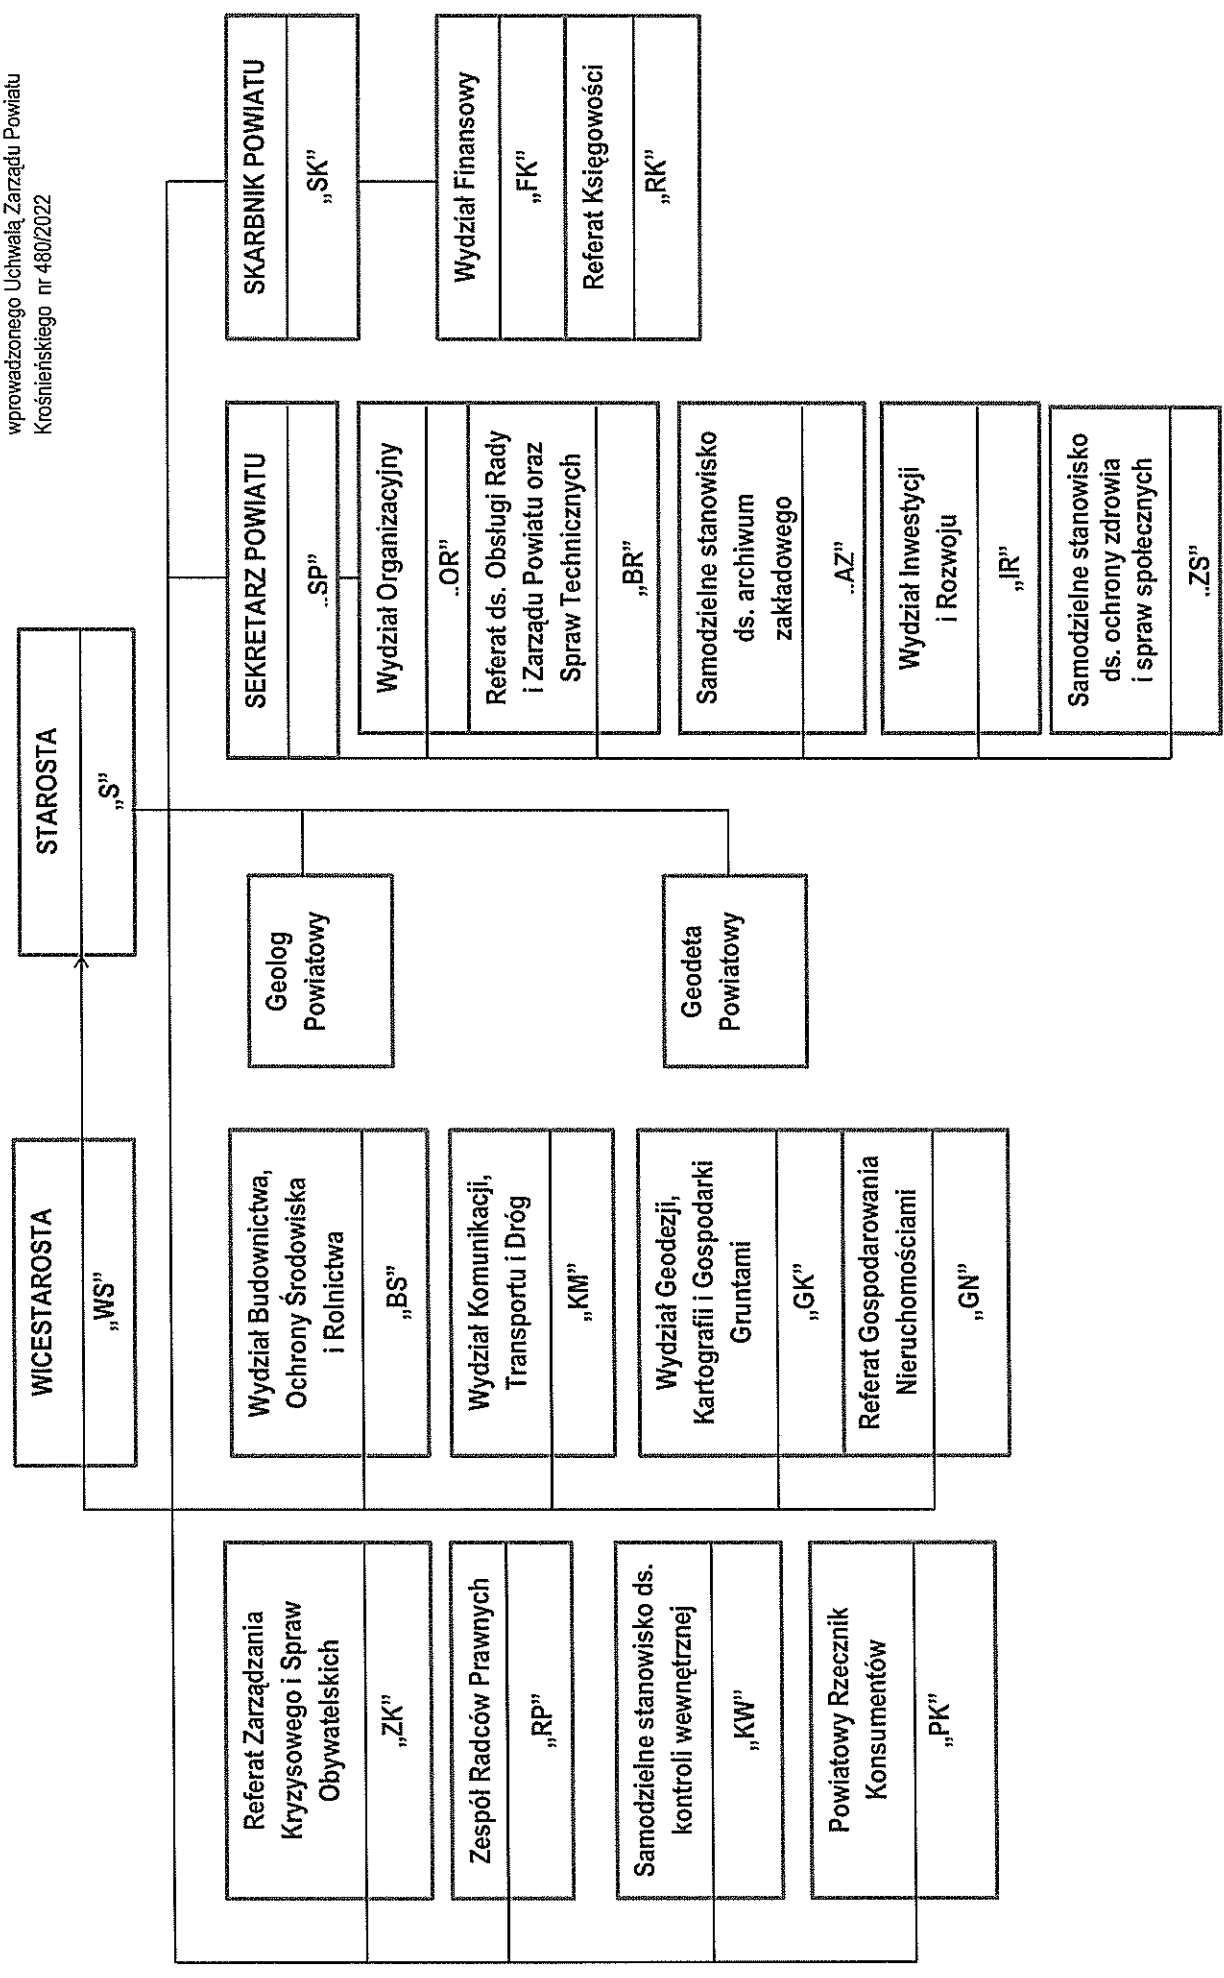 wprowadzonego Uchwałą Zarządu Powiatu
Krośnieńskiego nr 480/2022
WICESTAROSTA
„WS”
STAROSTA
„S”
Referat Zarządzania
Kryzysowego i Spraw
Obywatelskich
„ZK”
Zespół Radców Prawnych
„RP”
Samodzielne stanowisko ds.
kontroli wewnętrznej
„KW”
Powiatowy Rzecznik
Konsumentów
„PK”
Wydział Budownictwa,
Ochrony Środowiska
i Rolnictwa
„BS”
Wydział Komunikacji,
Transportu i Dróg
„KM”
Wydział Geodezji,
Kartografii i Gospodarki
Gruntami
„GK”
Referat Gospodarowania
Nieruchomościami
„GN”
Geolog
Powiatowy
Geodeta
Powiatowy
SEKRETARZ POWIATU
„SP”
Wydział Organizacyjny
„OR”
Referat ds. Obsługi Rady
i Zarządu Powiatu oraz
Spraw Technicznych
„BR”
Samodzielne stanowisko
ds. archiwum
zakładowego
„AZ”
Wydział Inwestycji
i Rozwoju
„IR”
Samodzielne stanowisko
ds. ochrony zdrowia
i spraw społecznych
„ZS”
SKARBNIK POWIATU
„SK”
Wydział Finansowy
„FK”
Referat Księgowości
„RK”